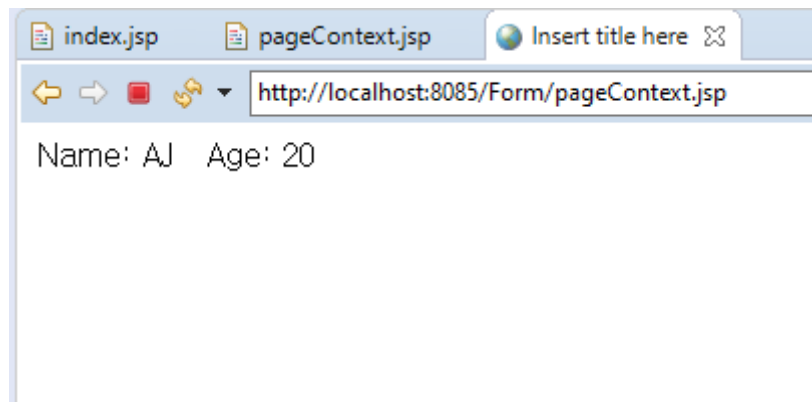 index.jsp pageContext.jsp Insert title here
http://localhost:8085/Form/pageContext.jsp
Name: AJ Age: 20